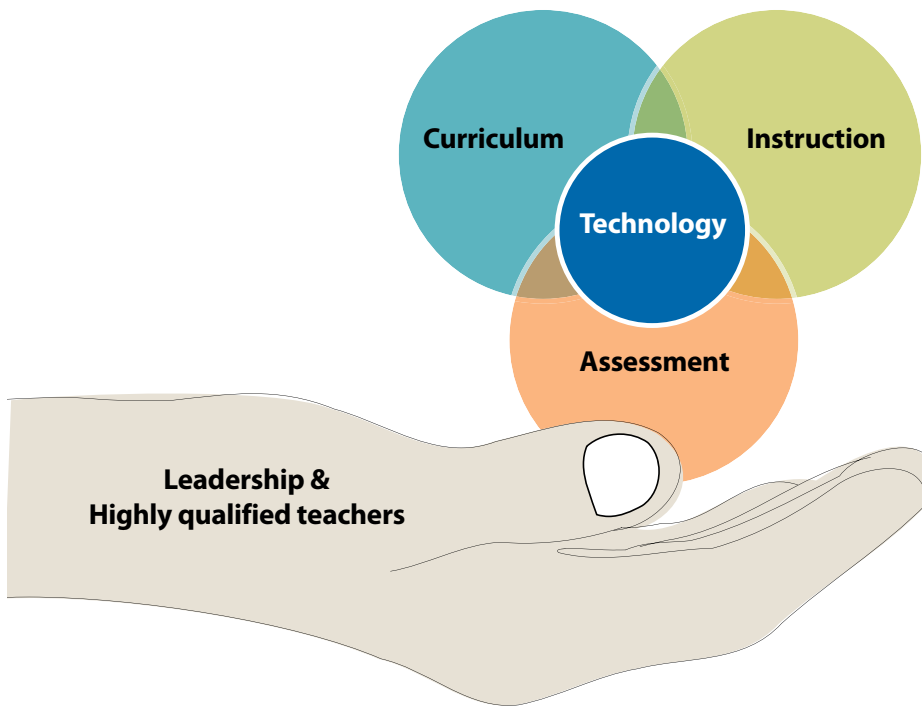 Curriculum
Instruction
Technology
Assessment
Leadership &
Highly qualified teachers